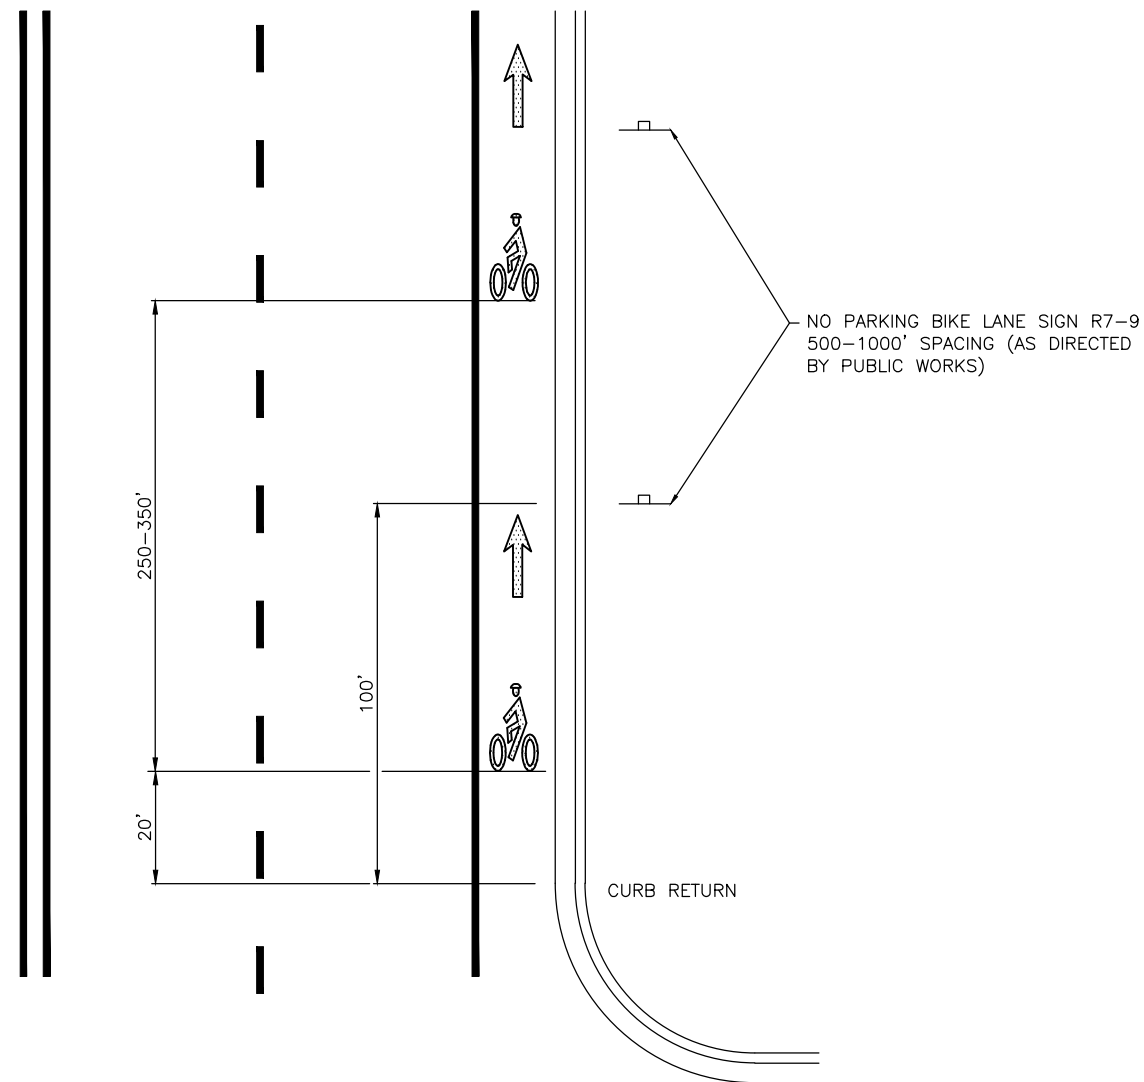 NO PARKING BIKE LANE SIGN R7-9
500-1000' SPACING (AS DIRECTED
BY PUBLIC WORKS)
250-350'
100'
20'
CURB RETURN